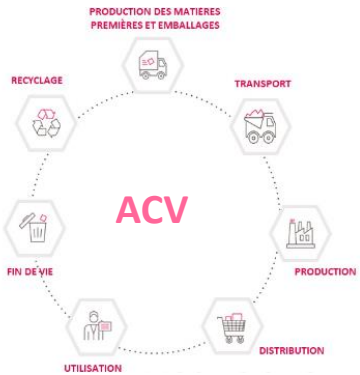 PRODUCTION DES MATIERES
PREMIÈRES ET EMBALLAGES
RECYCLAGE
TRANSPORT
ACV
FIN DE VIE
PRODUCTION
DISTRIBUTION
UTILISATION